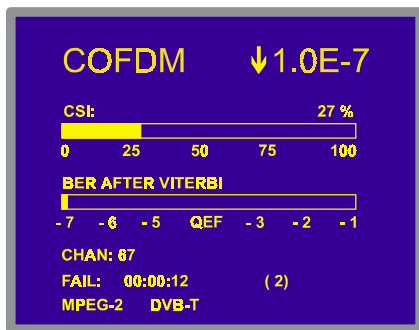 COFDM ↓1.0E-7
CSI: 27 %
0 25 50 75 100
BER AFTER VITERBI
- 7 - 6 - 5 QEF - 3 - 2 - 1
CHAN: 67
FAIL: 00:00:12 ( 2)
MPEG-2 DVB-T